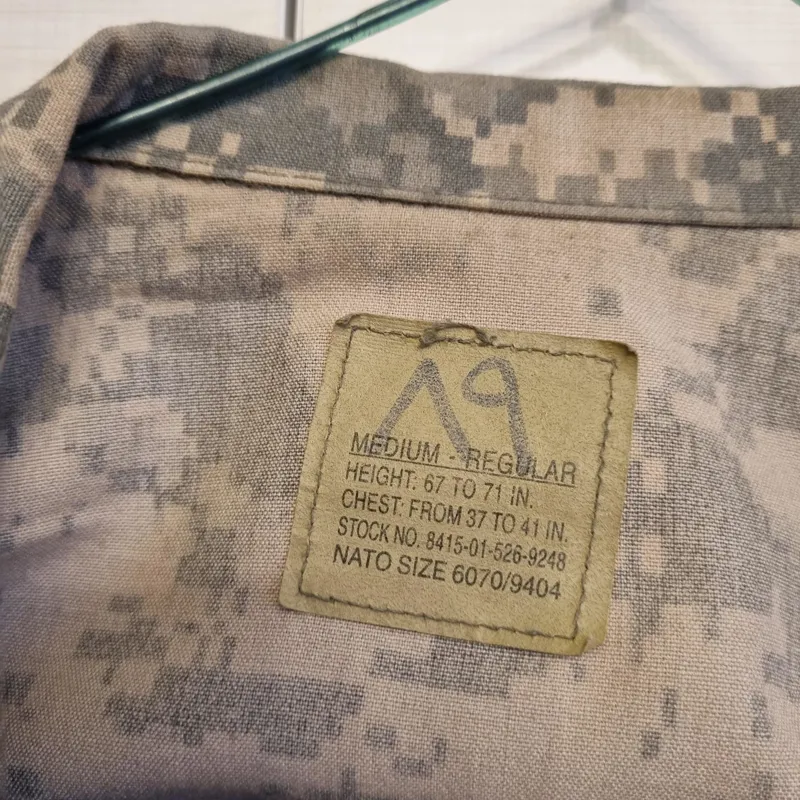 ٨٩
MEDIUM - REGULAR
HEIGHT: 67 TO 71 IN.
CHEST: FROM 37 TO 41 IN.
STOCK NO. 8415-01-526-9248
NATO SIZE 6070/9404